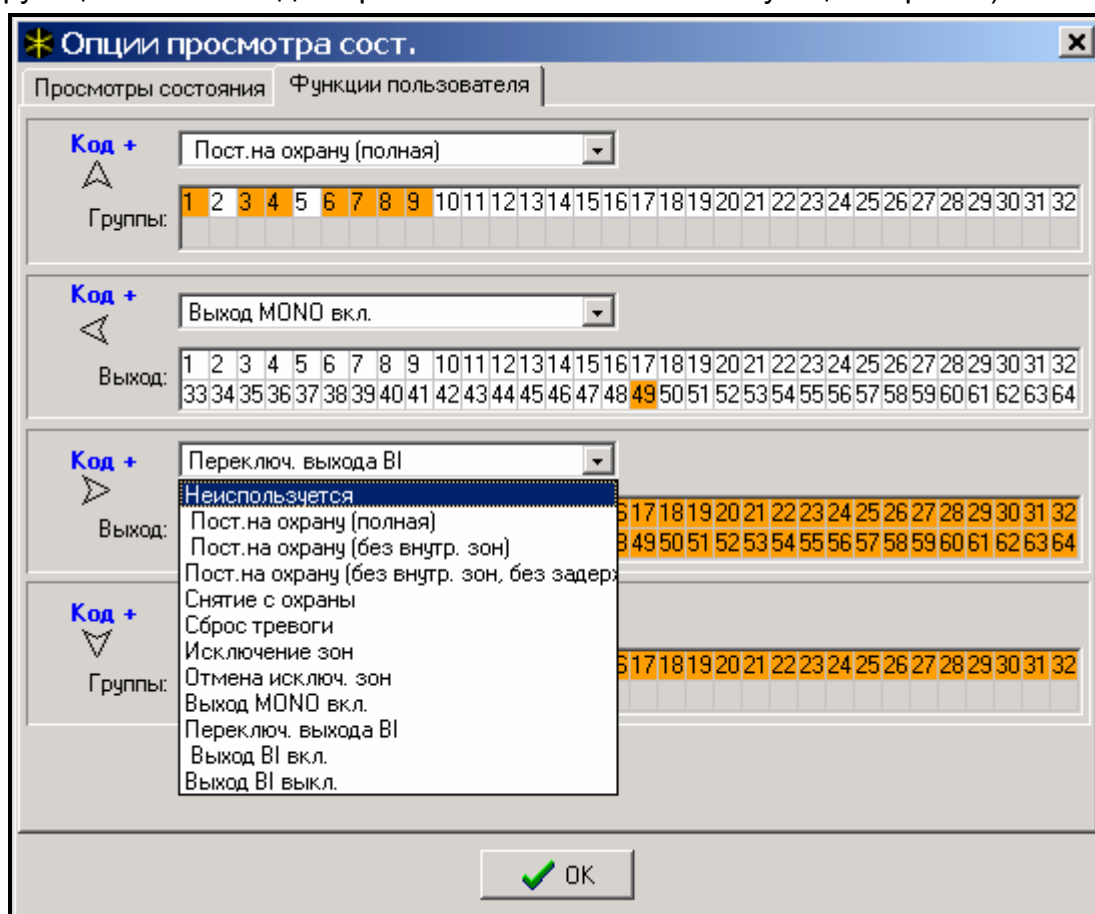 Опции просмотра сост.
Просмотры состояния Функции пользователя
Код +
Пост.на охрану (полная)
Группы:
1 2 3 4 5 6 7 8 9 10 11 12 13 14 15 16 17 18 19 20 21 22 23 24 25 26 27 28 29 30 31 32
Код +
Выход MONO вкл.
Выход:
1 2 3 4 5 6 7 8 9 10 11 12 13 14 15 16 17 18 19 20 21 22 23 24 25 26 27 28 29 30 31 32
33 34 35 36 37 38 39 40 41 42 43 44 45 46 47 48 49 50 51 52 53 54 55 56 57 58 59 60 61 62 63 64
Код +
Переключ. выхода BI
Выход:
17 18 19 20 21 22 23 24 25 26 27 28 29 30 31 32
49 50 51 52 53 54 55 56 57 58 59 60 61 62 63 64
Неиспользуется
Пост.на охрану (полная)
Пост.на охрану (без внутр. зон)
Пост.на охрану (без внутр. зон, без задерж
Снятие с охраны
Сброс тревоги
Исключение зон
Отмена исключ. зон
Выход MONO вкл.
Переключ. выхода BI
Выход BI вкл.
Выход BI выкл.
Код +
Группы:
17 18 19 20 21 22 23 24 25 26 27 28 29 30 31 32
OK